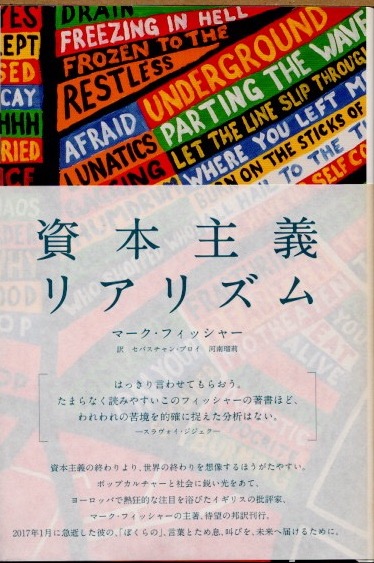 DRAIN
YES
FREEZING IN HELL
KEPT
FROZEN TO THE
RESTLESS
UNDERGROUND
PARTING THE WAVE
AFRAID
LET THE LINE SLIP THROUGH
LUNATICS
WHERE YOU LEFT
ON THE STICKS OF
TO THE
SELF CO
資本主義
リアリズム
マーク・フィッシャー
訳 セバスチャン・ブロイ 河南瑠莉
はっきり言わせてもらおう。
たまらなく読みやすいこのフィッシャーの著書ほど、
われわれの苦境を的確に捉えた分析はない。
―スラヴォイ・ジジェク―
資本主義の終わりより、世界の終わりを想像するほうがたやすい。
ポップカルチャーと社会に鋭い光をあて、
ヨーロッパで熱狂的な注目を浴びたイギリスの批評家、
マーク・フィッシャーの主著、待望の邦訳刊行。
2017年1月に急逝した彼の、「ぼくらの」、言葉とため息、叫びを、未来へ届けるために。